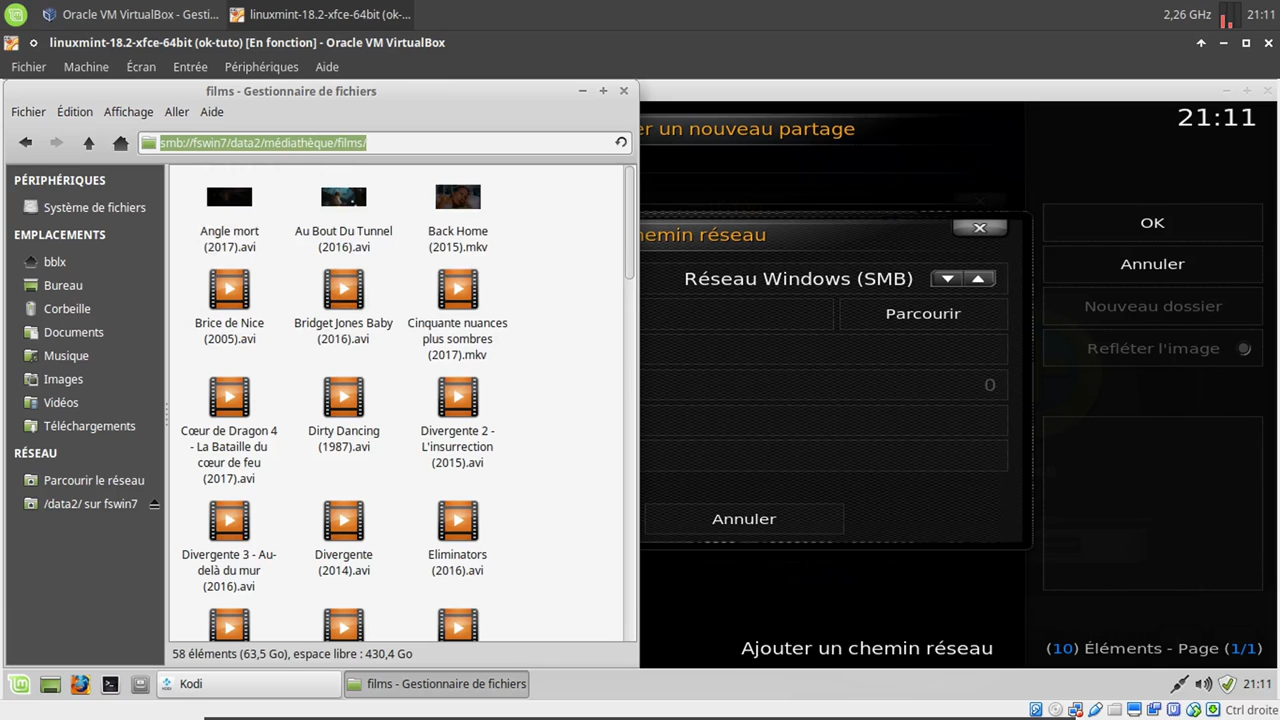 Oracle VM VirtualBox - Gesti...
linuxmint-18.2-xfce-64bit (ok-...
2,26 GHz
21:11
linuxmint-18.2-xfce-64bit (ok-tuto) [En fonction] - Oracle VM VirtualBox
Fichier Machine Écran Entrée Périphériques Aide
films - Gestionnaire de fichiers
Fichier Édition Affichage Aller Aide
smb://fswin7/data2/médiathèque/films/
PÉRIPHÉRIQUES
Système de fichiers
EMPLACEMENTS
bblx
Bureau
Corbeille
Documents
Musique
Images
Vidéos
Téléchargements
RÉSEAU
Parcourir le réseau
/data2/ sur fswin7
Angle mort
(2017).avi
Au Bout Du Tunnel
(2016).avi
Back Home
(2015).mkv
Brice de Nice
(2005).avi
Bridget Jones Baby
(2016).avi
Cinquante nuances
plus sombres
(2017).mkv
Cœur de Dragon 4
- La Bataille du
cœur de feu
(2017).avi
Dirty Dancing
(1987).avi
Divergente 2 -
L'insurrection
(2015).avi
Divergente 3 - Au-
delà du mur
(2016).avi
Divergente
(2014).avi
Eliminators
(2016).avi
58 éléments (63,5 Go), espace libre : 430,4 Go
er un nouveau partage
21:11
hemin réseau
Réseau Windows (SMB)
Parcourir
0
Annuler
OK
Annuler
Nouveau dossier
Refléter l'image
Ajouter un chemin réseau
(10) Éléments - Page (1/1)
Kodi
films - Gestionnaire de fichiers
21:11
Ctrl droite